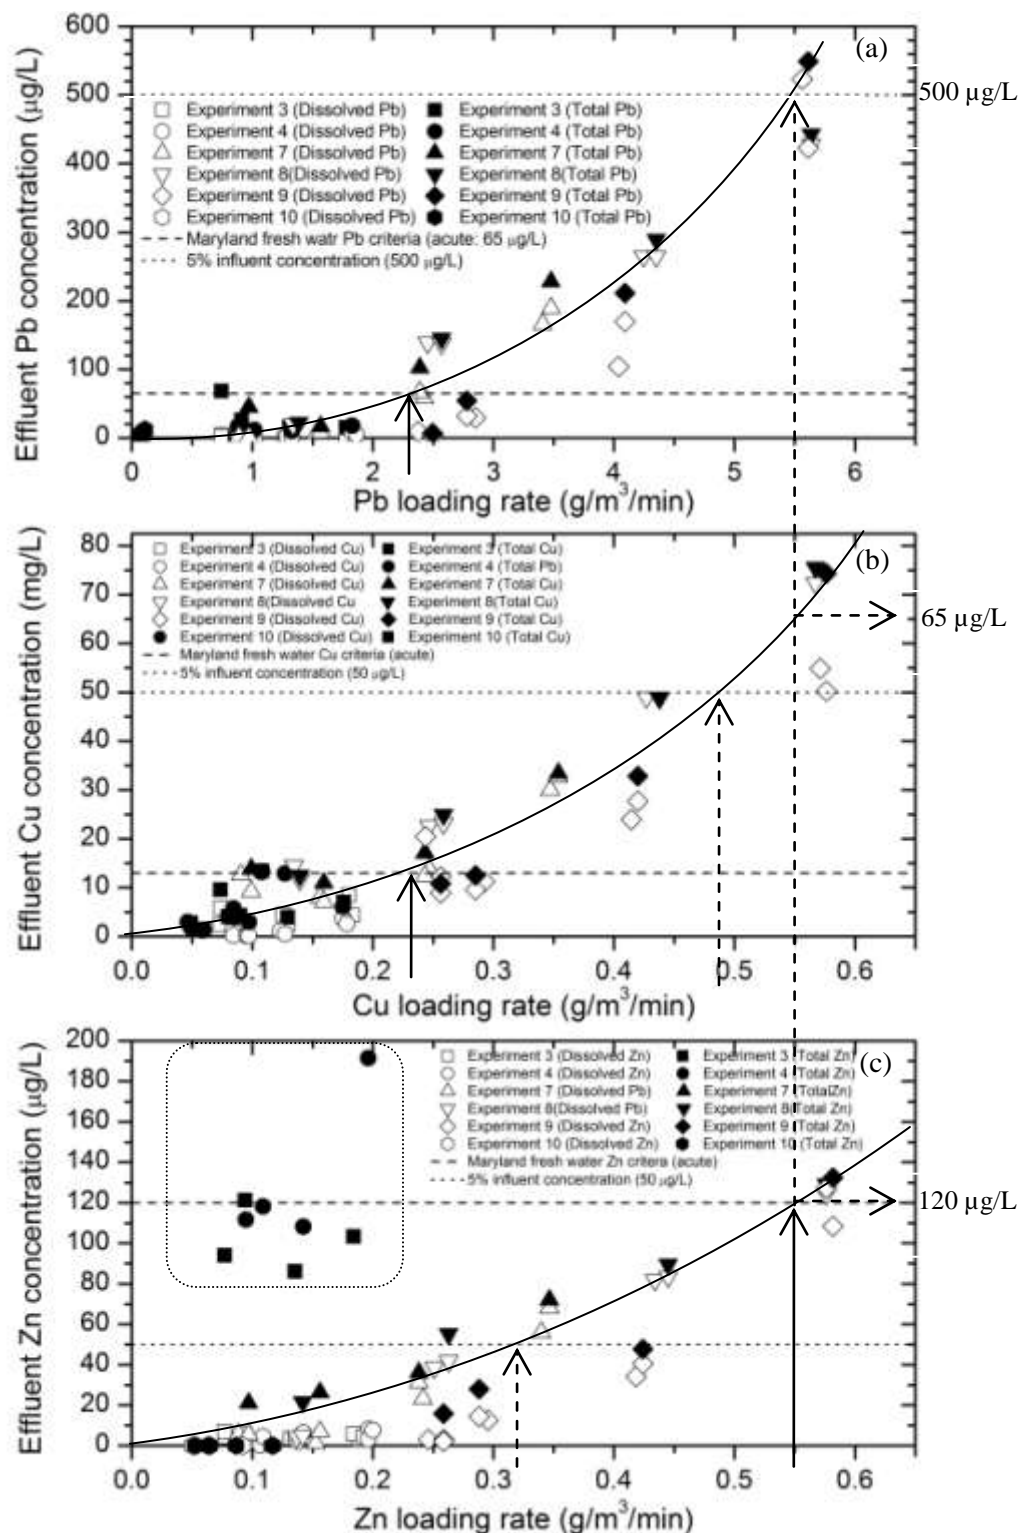 (a)
600
500
400
300
200
100
0
Effluent Pb concentration (µg/L)
500 µg/L
Experiment 3 (Dissolved Pb)
Experiment 3 (Total Pb)
Experiment 4 (Dissolved Pb)
Experiment 4 (Total Pb)
Experiment 7 (Dissolved Pb)
Experiment 7 (Total Pb)
Experiment 8(Dissolved Pb)
Experiment 8(Total Pb)
Experiment 9 (Dissolved Pb)
Experiment 9 (Total Pb)
Experiment 10 (Dissolved Pb)
Experiment 10 (Total Pb)
Maryland fresh watr Pb criteria (acute: 65 µg/L)
5% influent concentration (500 µg/L)
0 1 2 3 4 5 6
Pb loading rate (g/m³/min)
(b)
80
70
60
50
40
30
20
10
0
Effluent Cu concentration (mg/L)
65 µg/L
Experiment 3 (Dissolved Cu)
Experiment 3 (Total Cu)
Experiment 4 (Dissolved Cu)
Experiment 4 (Total Pb)
Experiment 7 (Dissolved Cu)
Experiment 7 (Total Cu)
Experiment 8(Dissolved Cu
Experiment 8(Total Cu)
Experiment 9 (Dissolved Cu)
Experiment 9 (Total Cu)
Experiment 10 (Dissolved Cu)
Experiment 10 (Total Cu)
Maryland fresh water Cu criteria (acute)
5% influent concentration (50 µg/L)
0.0 0.1 0.2 0.3 0.4 0.5 0.6
Cu loading rate (g/m³/min)
(c)
200
180
160
140
120
100
80
60
40
20
0
Effluent Zn concentration (µg/L)
120 µg/L
Experiment 3 (Dissolved Zn)
Experiment 3 (Total Zn)
Experiment 4 (Dissolved Zn)
Experiment 4 (Total Zn)
Experiment 7 (Dissolved Pb)
Experiment 7 (TotalZn)
Experiment 8(Dissolved Pb)
Experiment 8(Total Zn)
Experiment 9 (Dissolved Zn)
Experiment 9 (Total Zn)
Experiment 10 (Dissolved Zn)
Experiment 10 (Total Zn)
Maryland fresh water Zn criteria (acute)
5% influent concentration (50 µg/L)
0.0 0.1 0.2 0.3 0.4 0.5 0.6
Zn loading rate (g/m³/min)